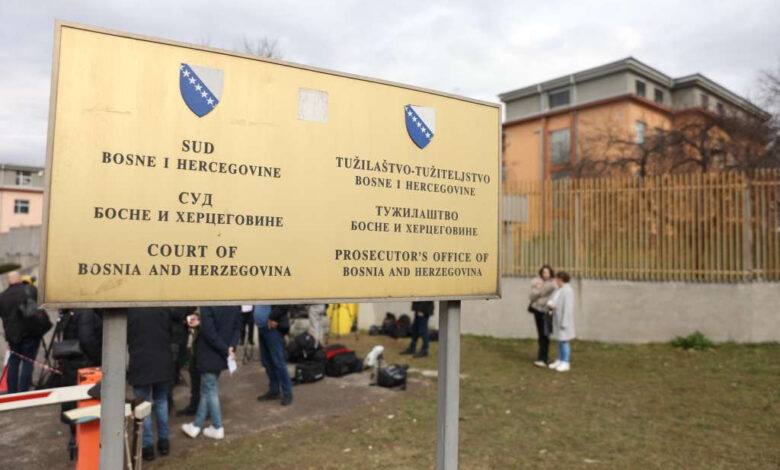 SUD
BOSNE I HERCEGOVINE
СУД
БОСНЕ И ХЕРЦЕГОВИНЕ
COURT OF
BOSNIA AND HERZEGOVINA
TUŽILAŠTVO-TUŽITELJSTVO
BOSNE I HERCEGOVINE
ТУЖИЛАШТВО
БОСНЕ И ХЕРЦЕГОВИНЕ
PROSECUTOR'S OFFICE OF
BOSNIA AND HERZEGOVINA